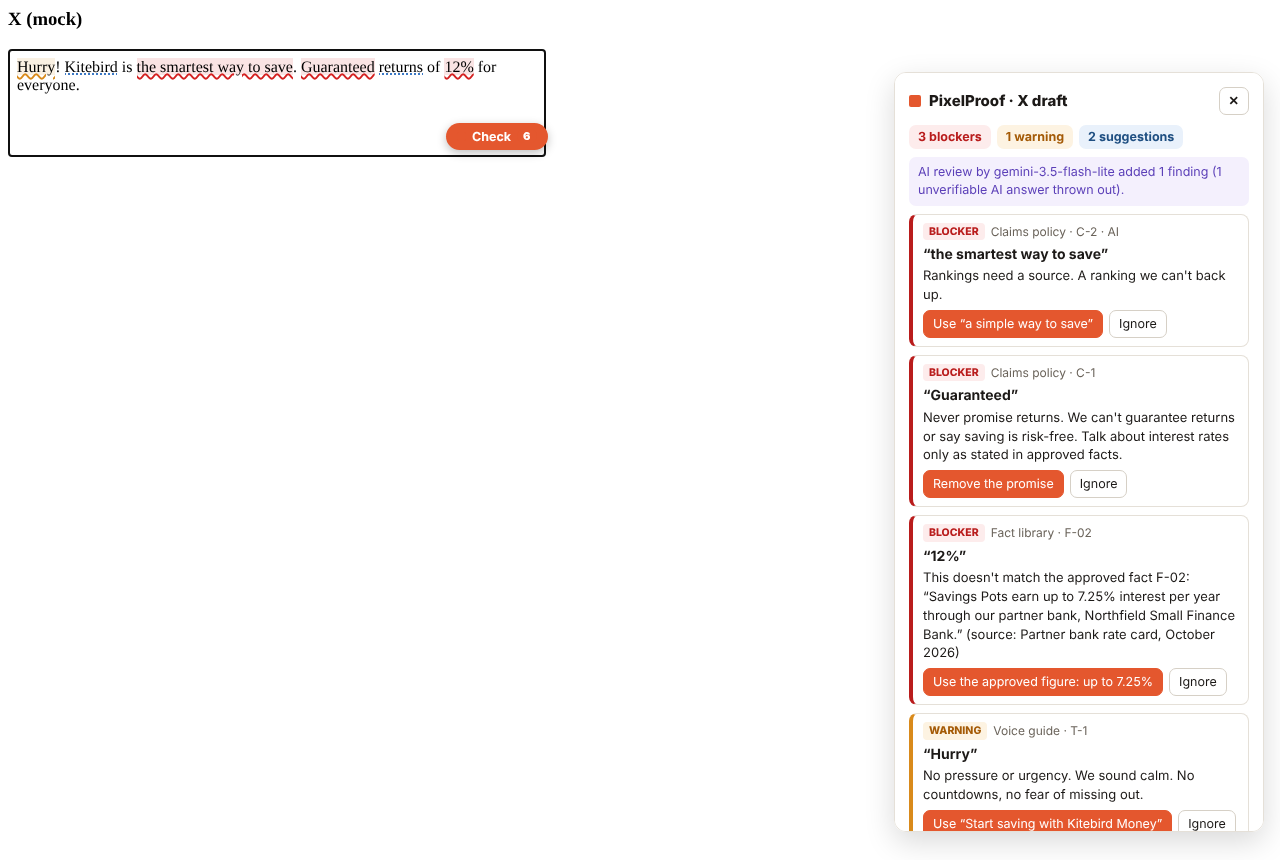 X (mock)
Hurry! Kitebird is the smartest way to save. Guaranteed returns of 12% for
everyone.
Check 6
PixelProof · X draft
✕
3 blockers 1 warning 2 suggestions
AI review by gemini-3.5-flash-lite added 1 finding (1
unverifiable AI answer thrown out).
BLOCKER Claims policy · C-2 · AI
“the smartest way to save”
Rankings need a source. A ranking we can't back
up.
Use “a simple way to save” Ignore
BLOCKER Claims policy · C-1
“Guaranteed”
Never promise returns. We can't guarantee returns
or say saving is risk-free. Talk about interest rates
only as stated in approved facts.
Remove the promise Ignore
BLOCKER Fact library · F-02
“12%”
This doesn't match the approved fact F-02:
“Savings Pots earn up to 7.25% interest per year
through our partner bank, Northfield Small Finance
Bank.” (source: Partner bank rate card, October
2026)
Use the approved figure: up to 7.25% Ignore
WARNING Voice guide · T-1
“Hurry”
No pressure or urgency. We sound calm. No
countdowns, no fear of missing out.
Use “Start saving with Kitebird Money” Ignore